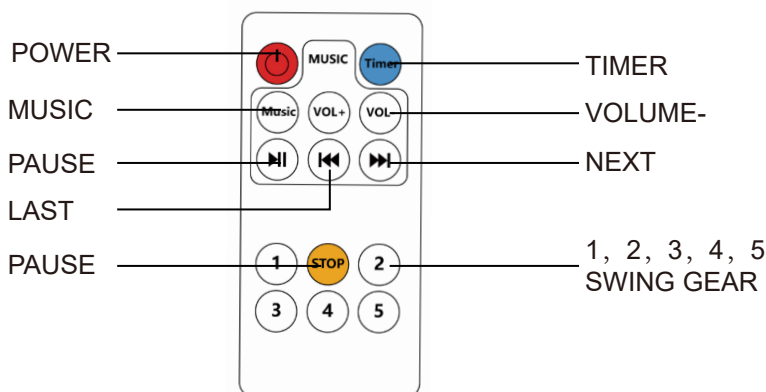 POWER
MUSIC
Timer
TIMER
MUSIC
Music
VOL+
VOL-
VOLUME-
PAUSE
NEXT
LAST
PAUSE
1
STOP
2
1, 2, 3, 4, 5
SWING GEAR
3
4
5